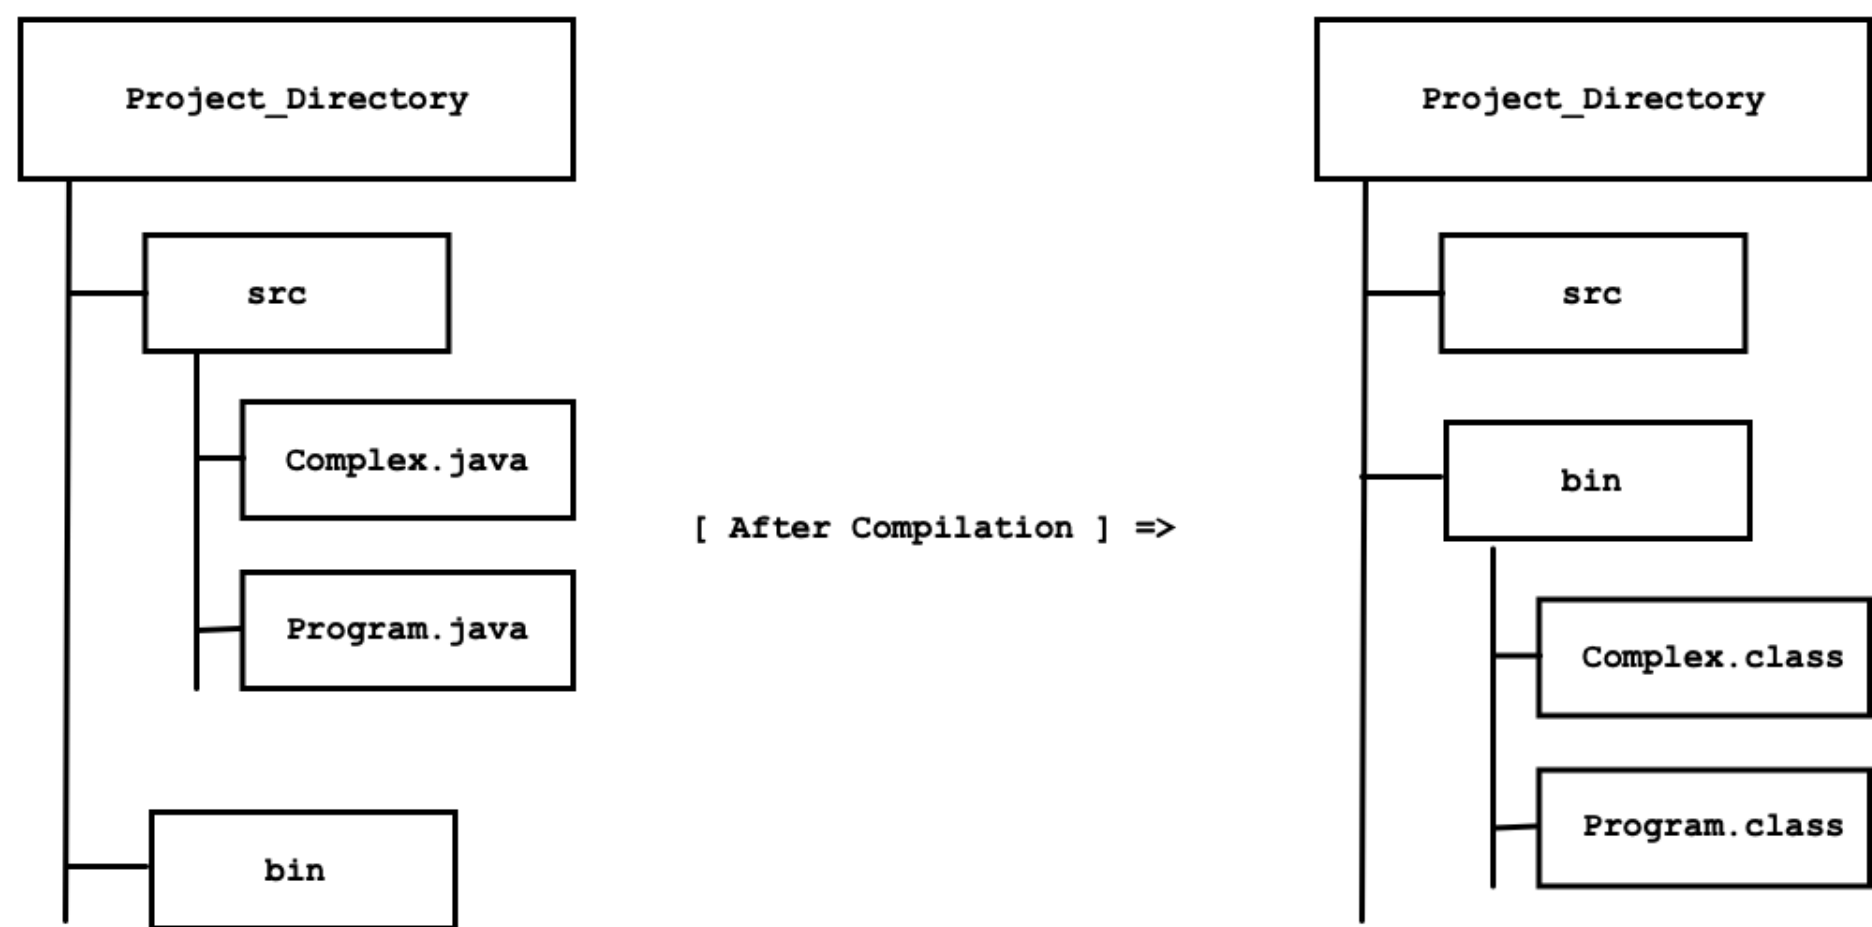 Project_Directory
src
Complex.java
Program.java
bin
[ After Compilation ] =>
Project_Directory
src
bin
Complex.class
Program.class